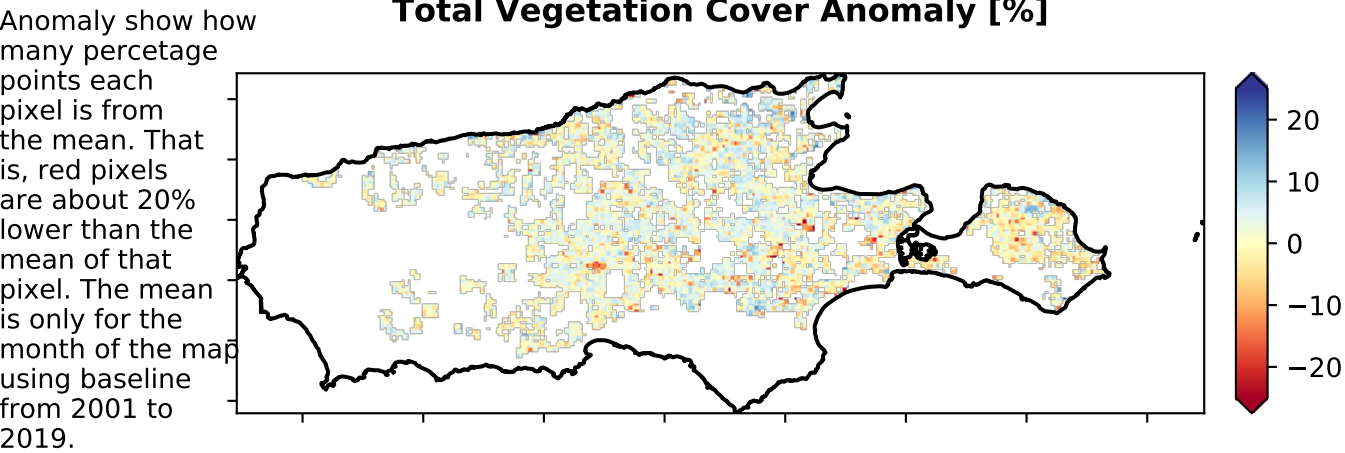 Total Vegetation Cover Anomaly [%]
Anomaly show how
many percetage
points each
pixel is from
the mean. That
is, red pixels
are about 20%
lower than the
mean of that
pixel. The mean
is only for the
month of the map
using baseline
from 2001 to
2019.
20
10
0
−10
−20